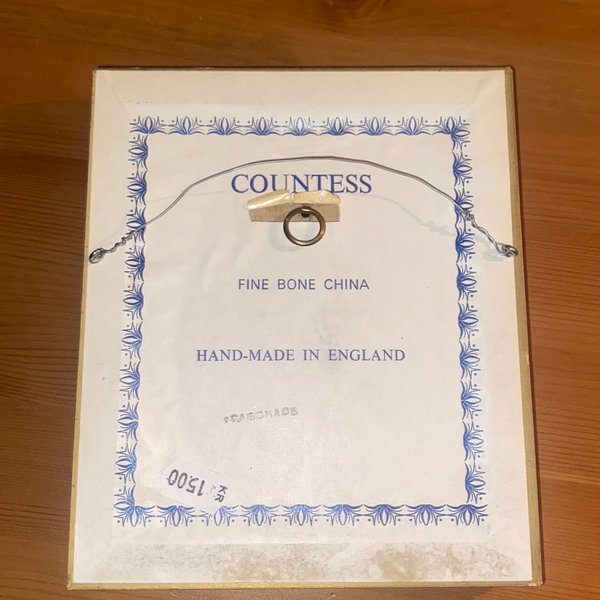 COUNTESS
FINE BONE CHINA
HAND-MADE IN ENGLAND
1500